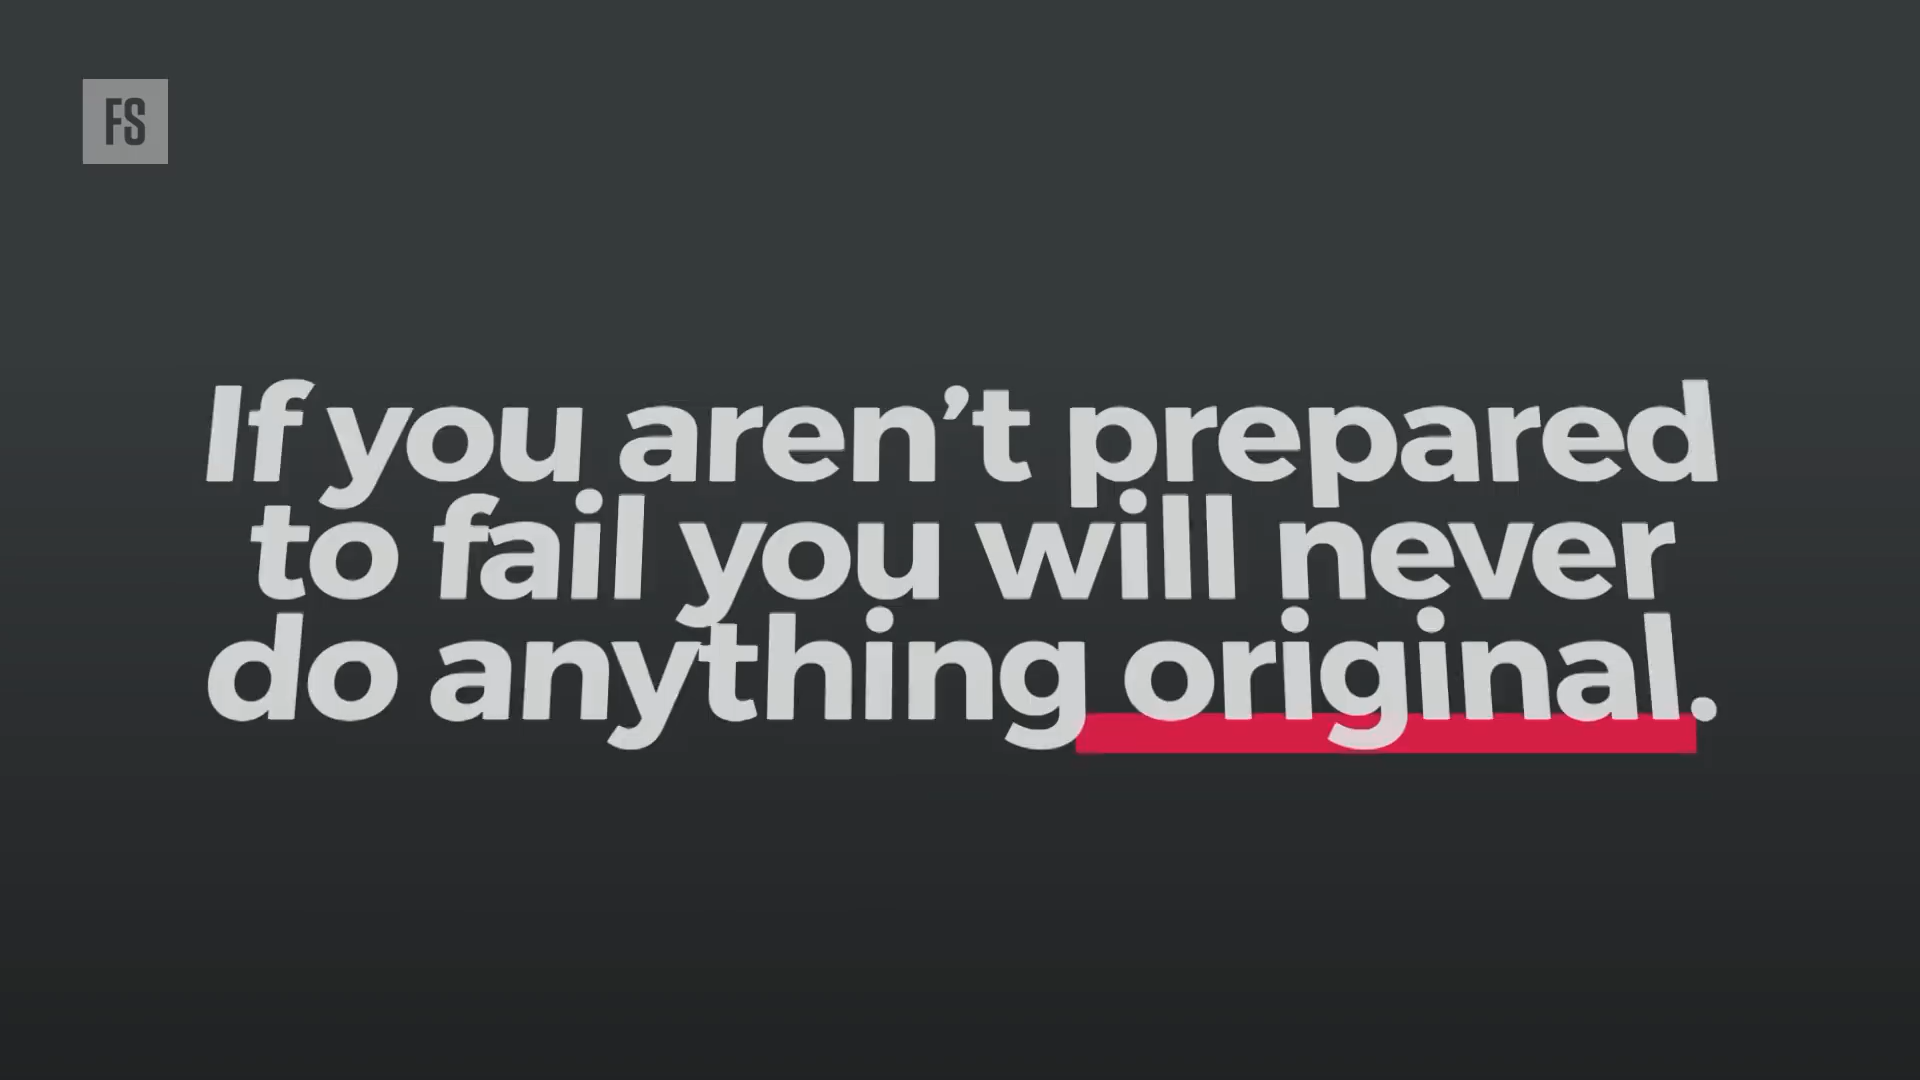 FS
If you aren’t prepared
to fail you will never
do anything original.